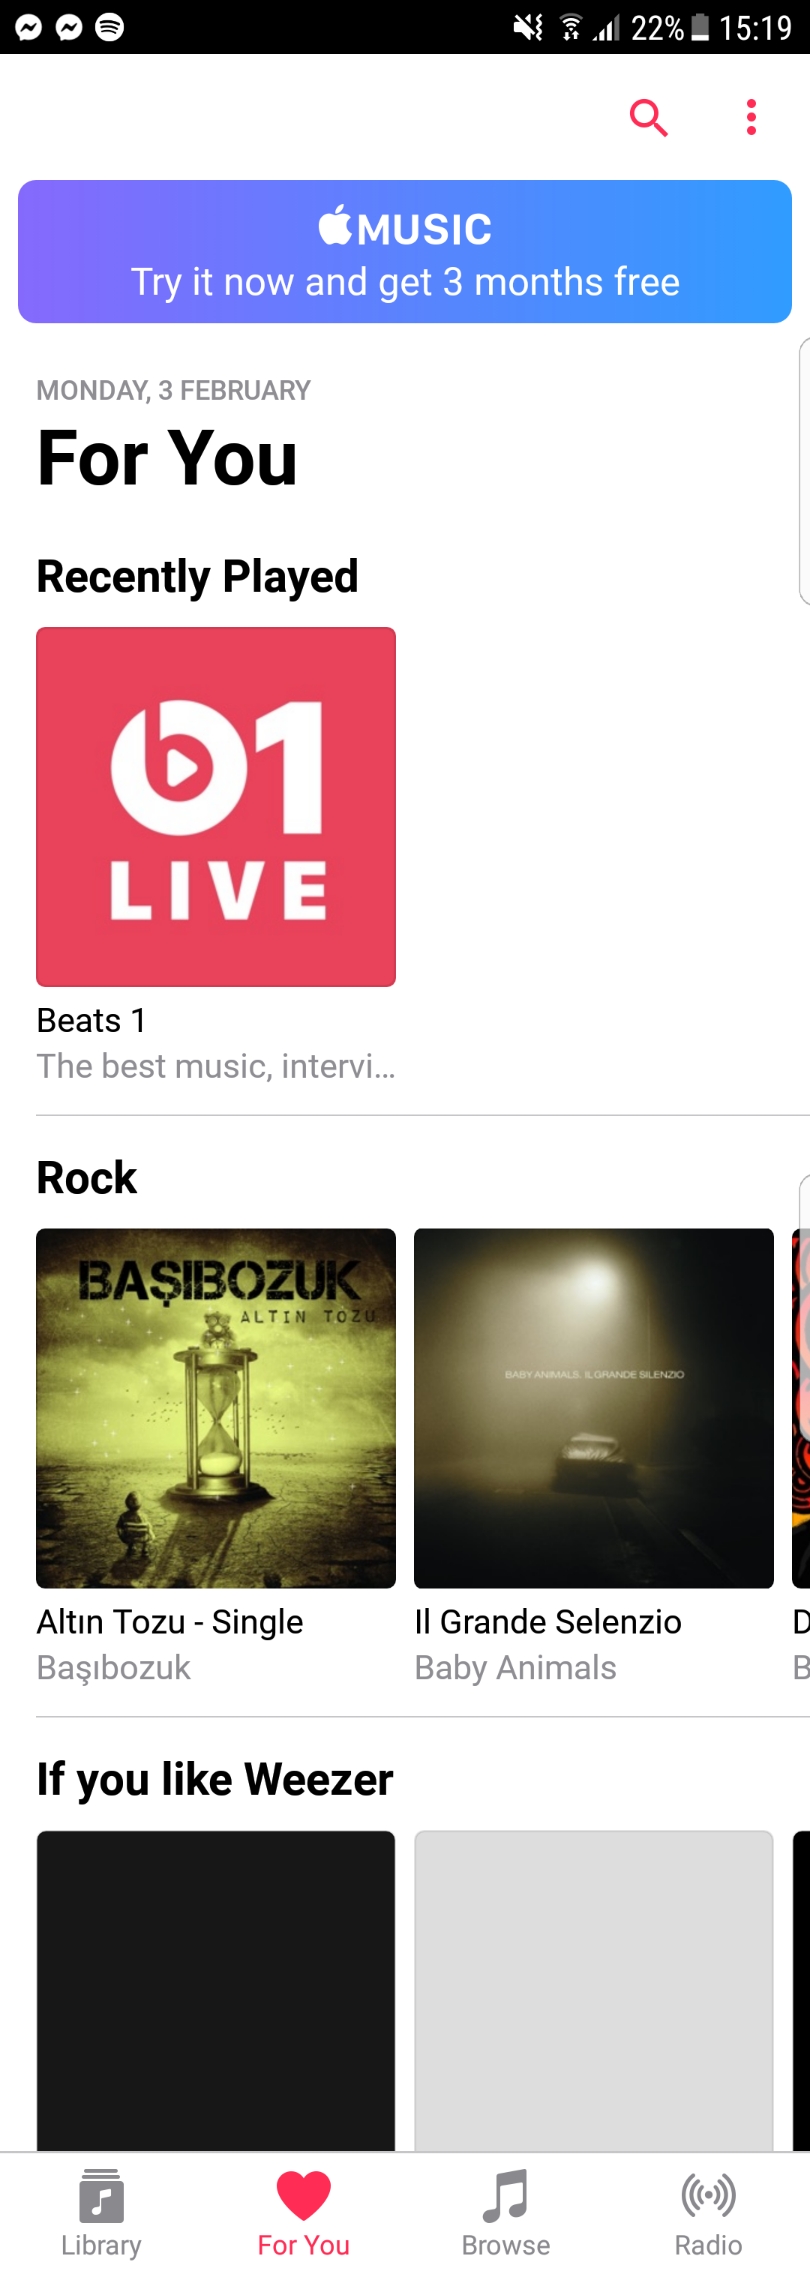 22% 15:19
MUSIC
Try it now and get 3 months free
MONDAY, 3 FEBRUARY
For You
Recently Played
b1
LIVE
Beats 1
The best music, intervi...
Rock
BAŞIBOZUK
ALTIN TOZU
BABY ANIMALS. IL GRANDE SILENZIO
Altın Tozu - Single
Il Grande Selenzio
D
Başıbozuk
Baby Animals
B
If you like Weezer
Library
For You
Browse
Radio